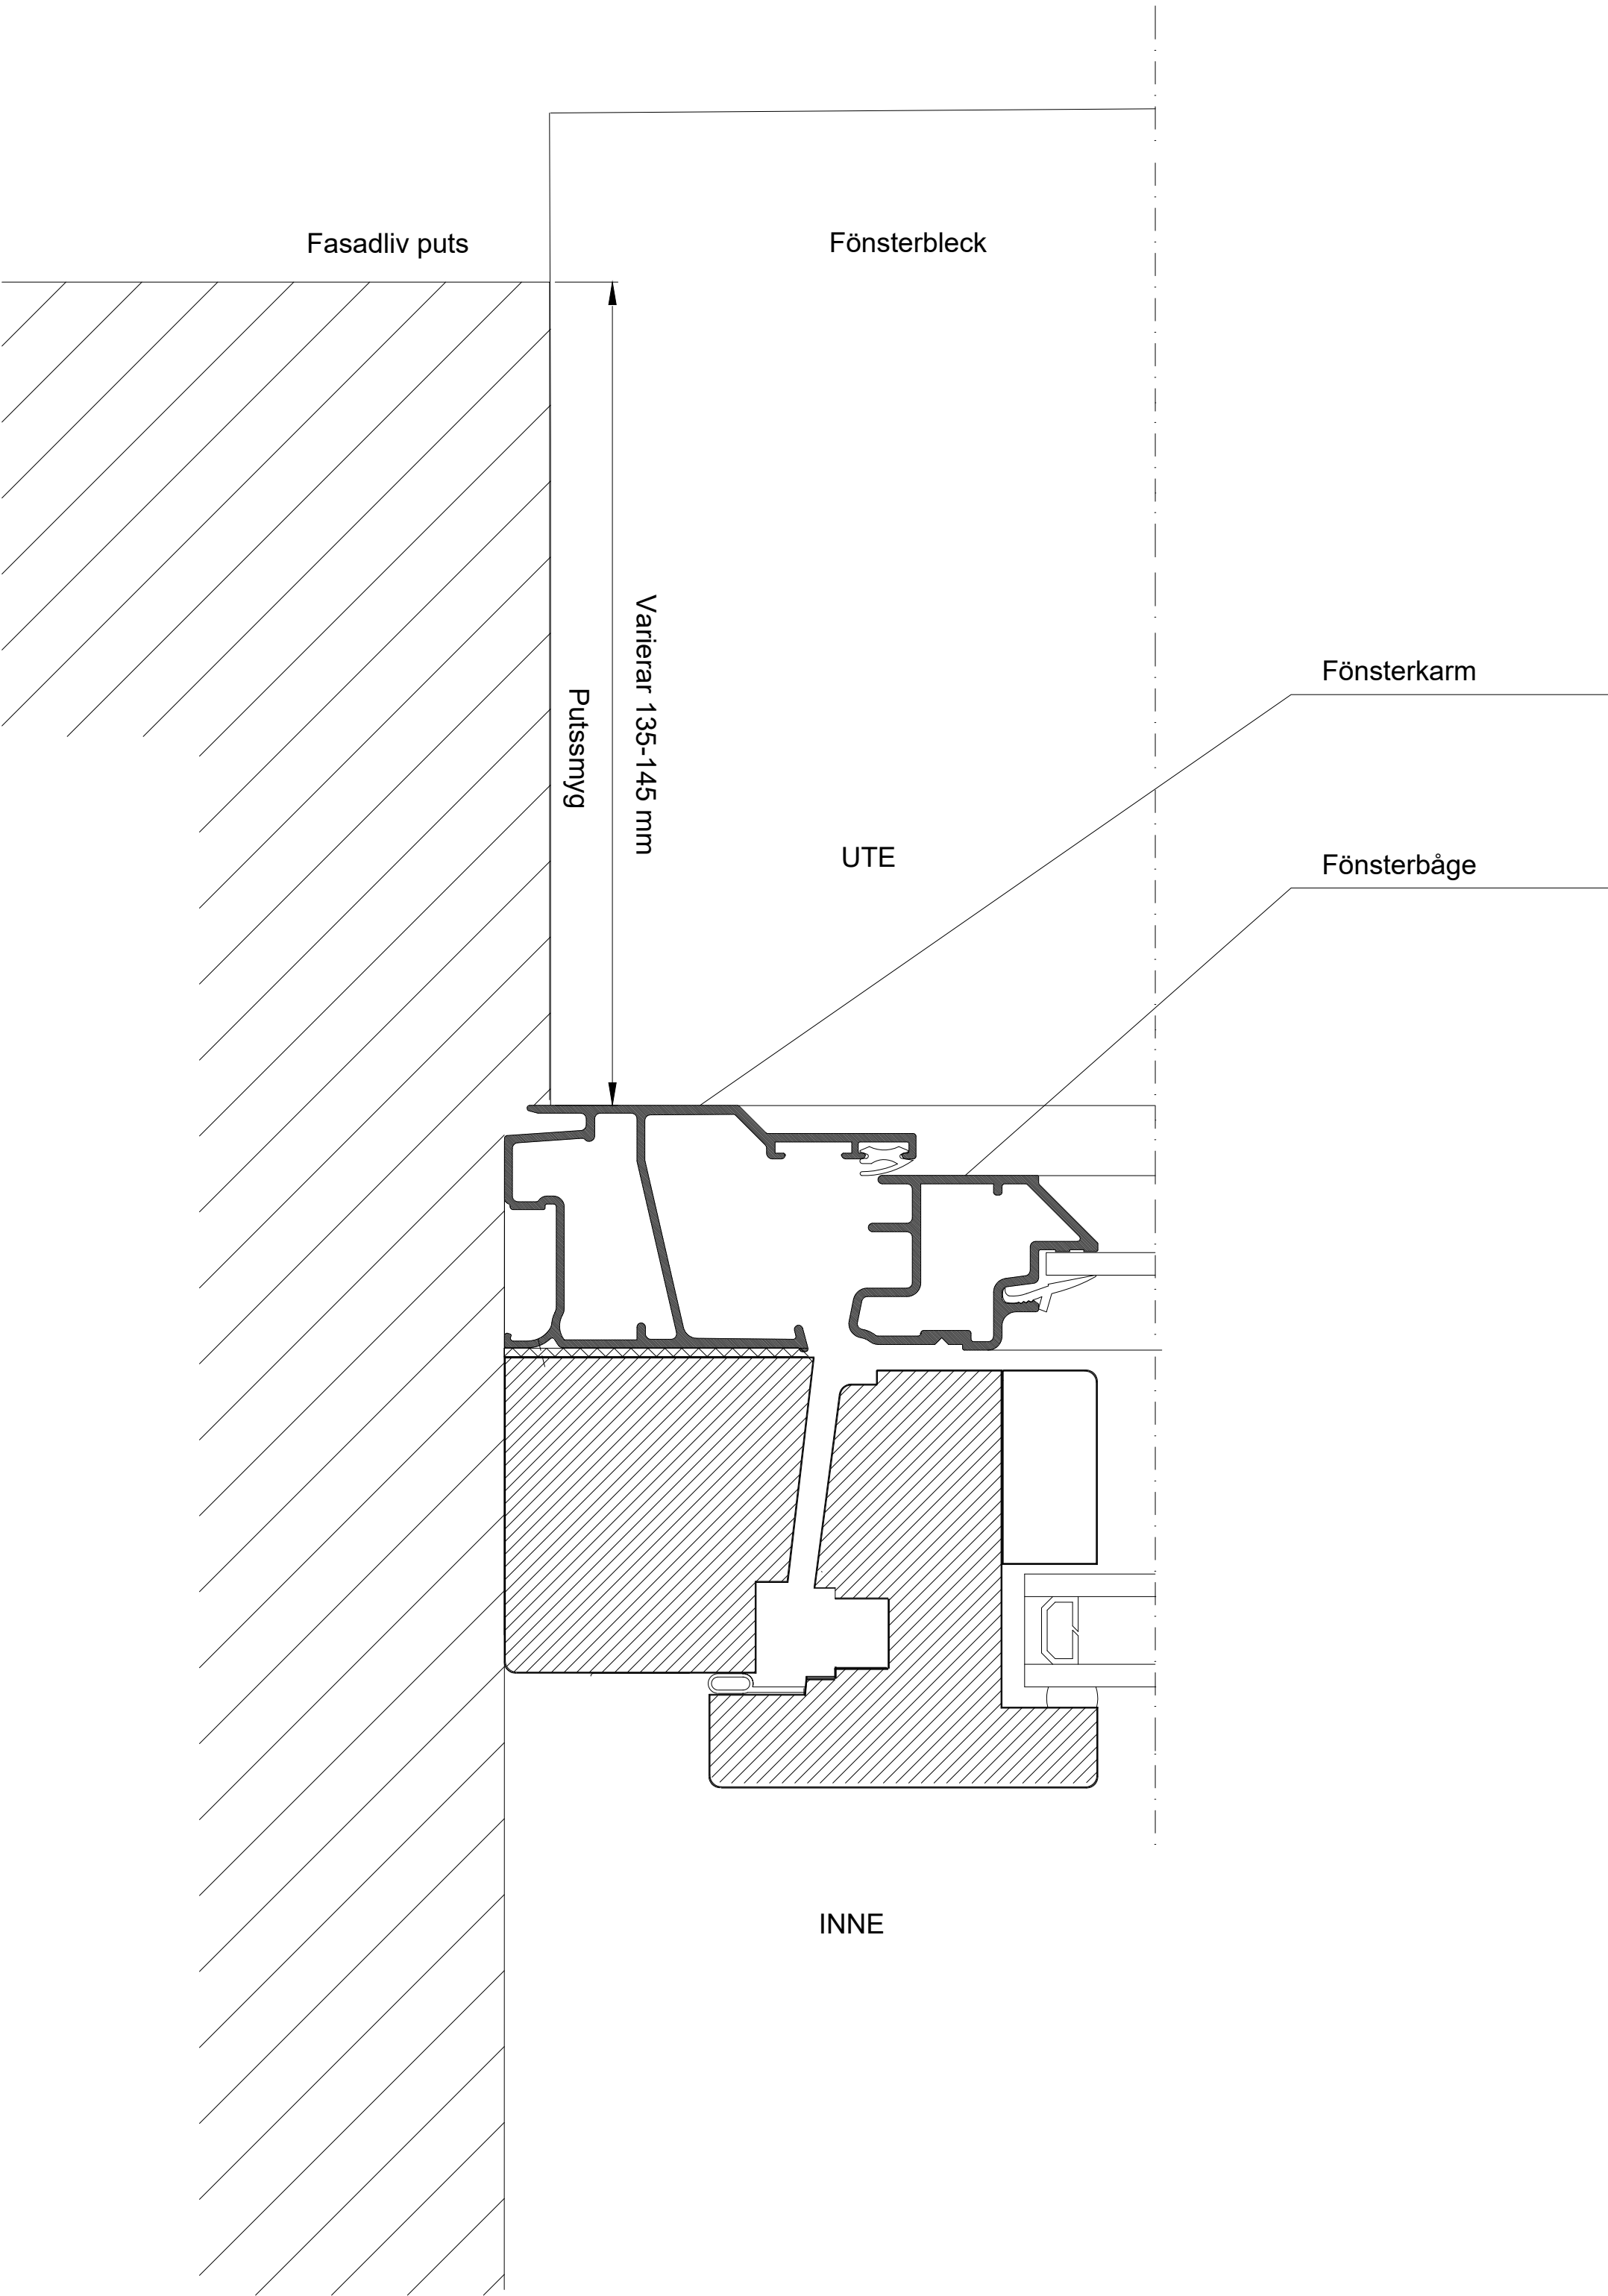 Fasadliv puts
Fönsterbleck
Varierar 135-145 mm
Putssmyg
Fönsterkarm
UTE
Fönsterbåge
INNE